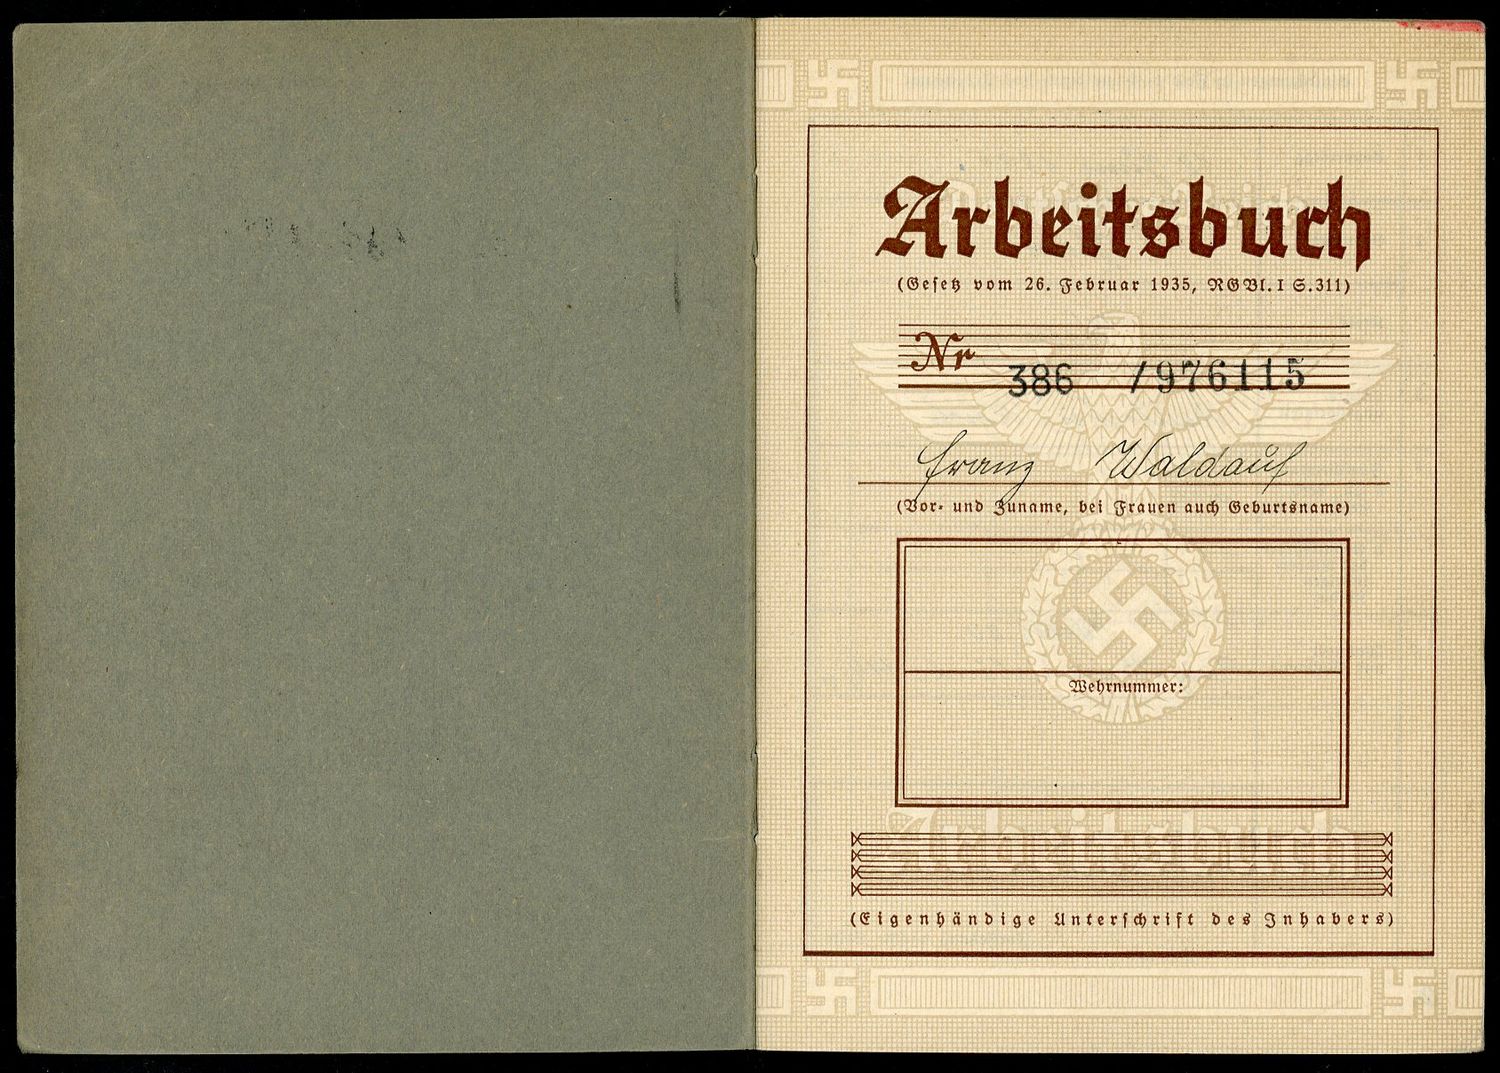 Arbeitsbuch
(Gesetz vom 26. Februar 1935, RGBl. I S. 311)
Nr 386 /976115
Franz Waldauf
(Vor- und Zuname, bei Frauen auch Geburtsname)
Wehrnummer:
Arbeitsbuch
(Eigenhändige Unterschrift des Inhabers)